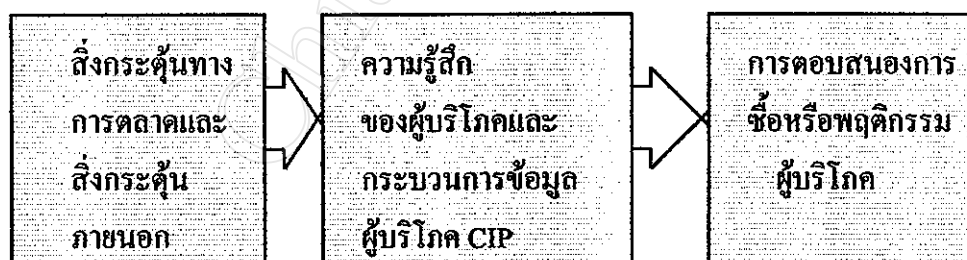 สิ่งกระตุ้นทาง
การตลาดและ
สิ่งกระตุ้น
ภายนอก
ความรู้สึก
ของผู้บริโภคและ
กระบวนการข้อมูล
ผู้บริโภค CIP
การตอบสนองการ
ซื้อหรือพฤติกรรม
ผู้บริโภค